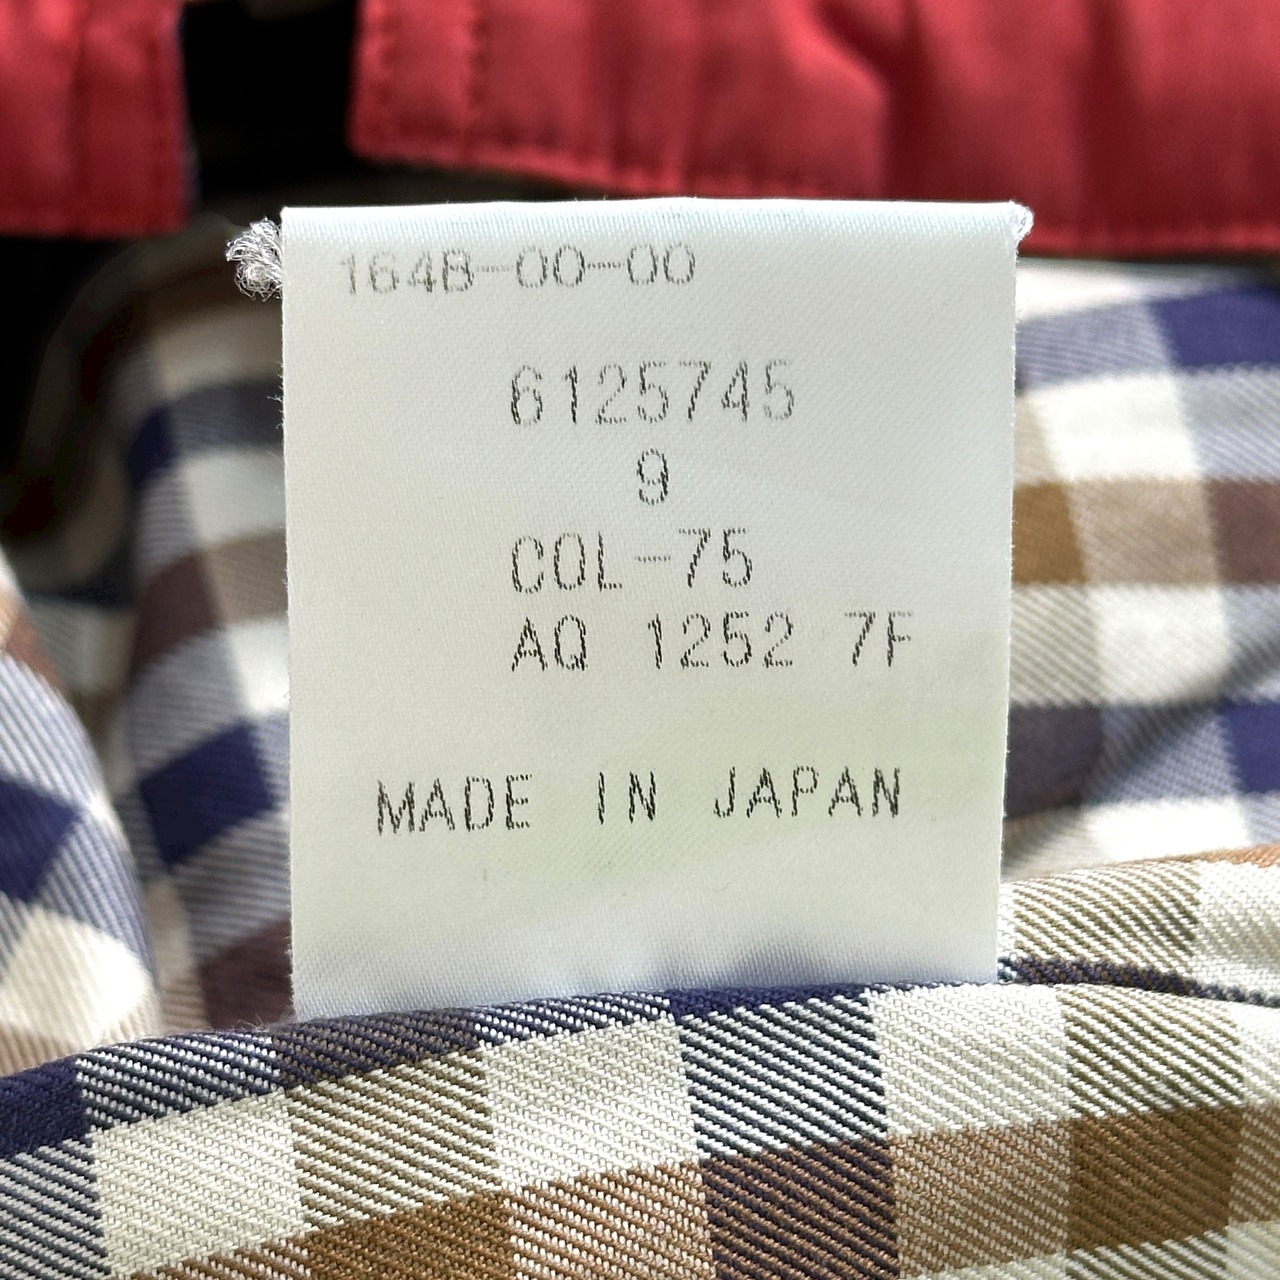 164B-00-00
6125745
9
COL-75
AQ 1252 7F
MADE IN JAPAN